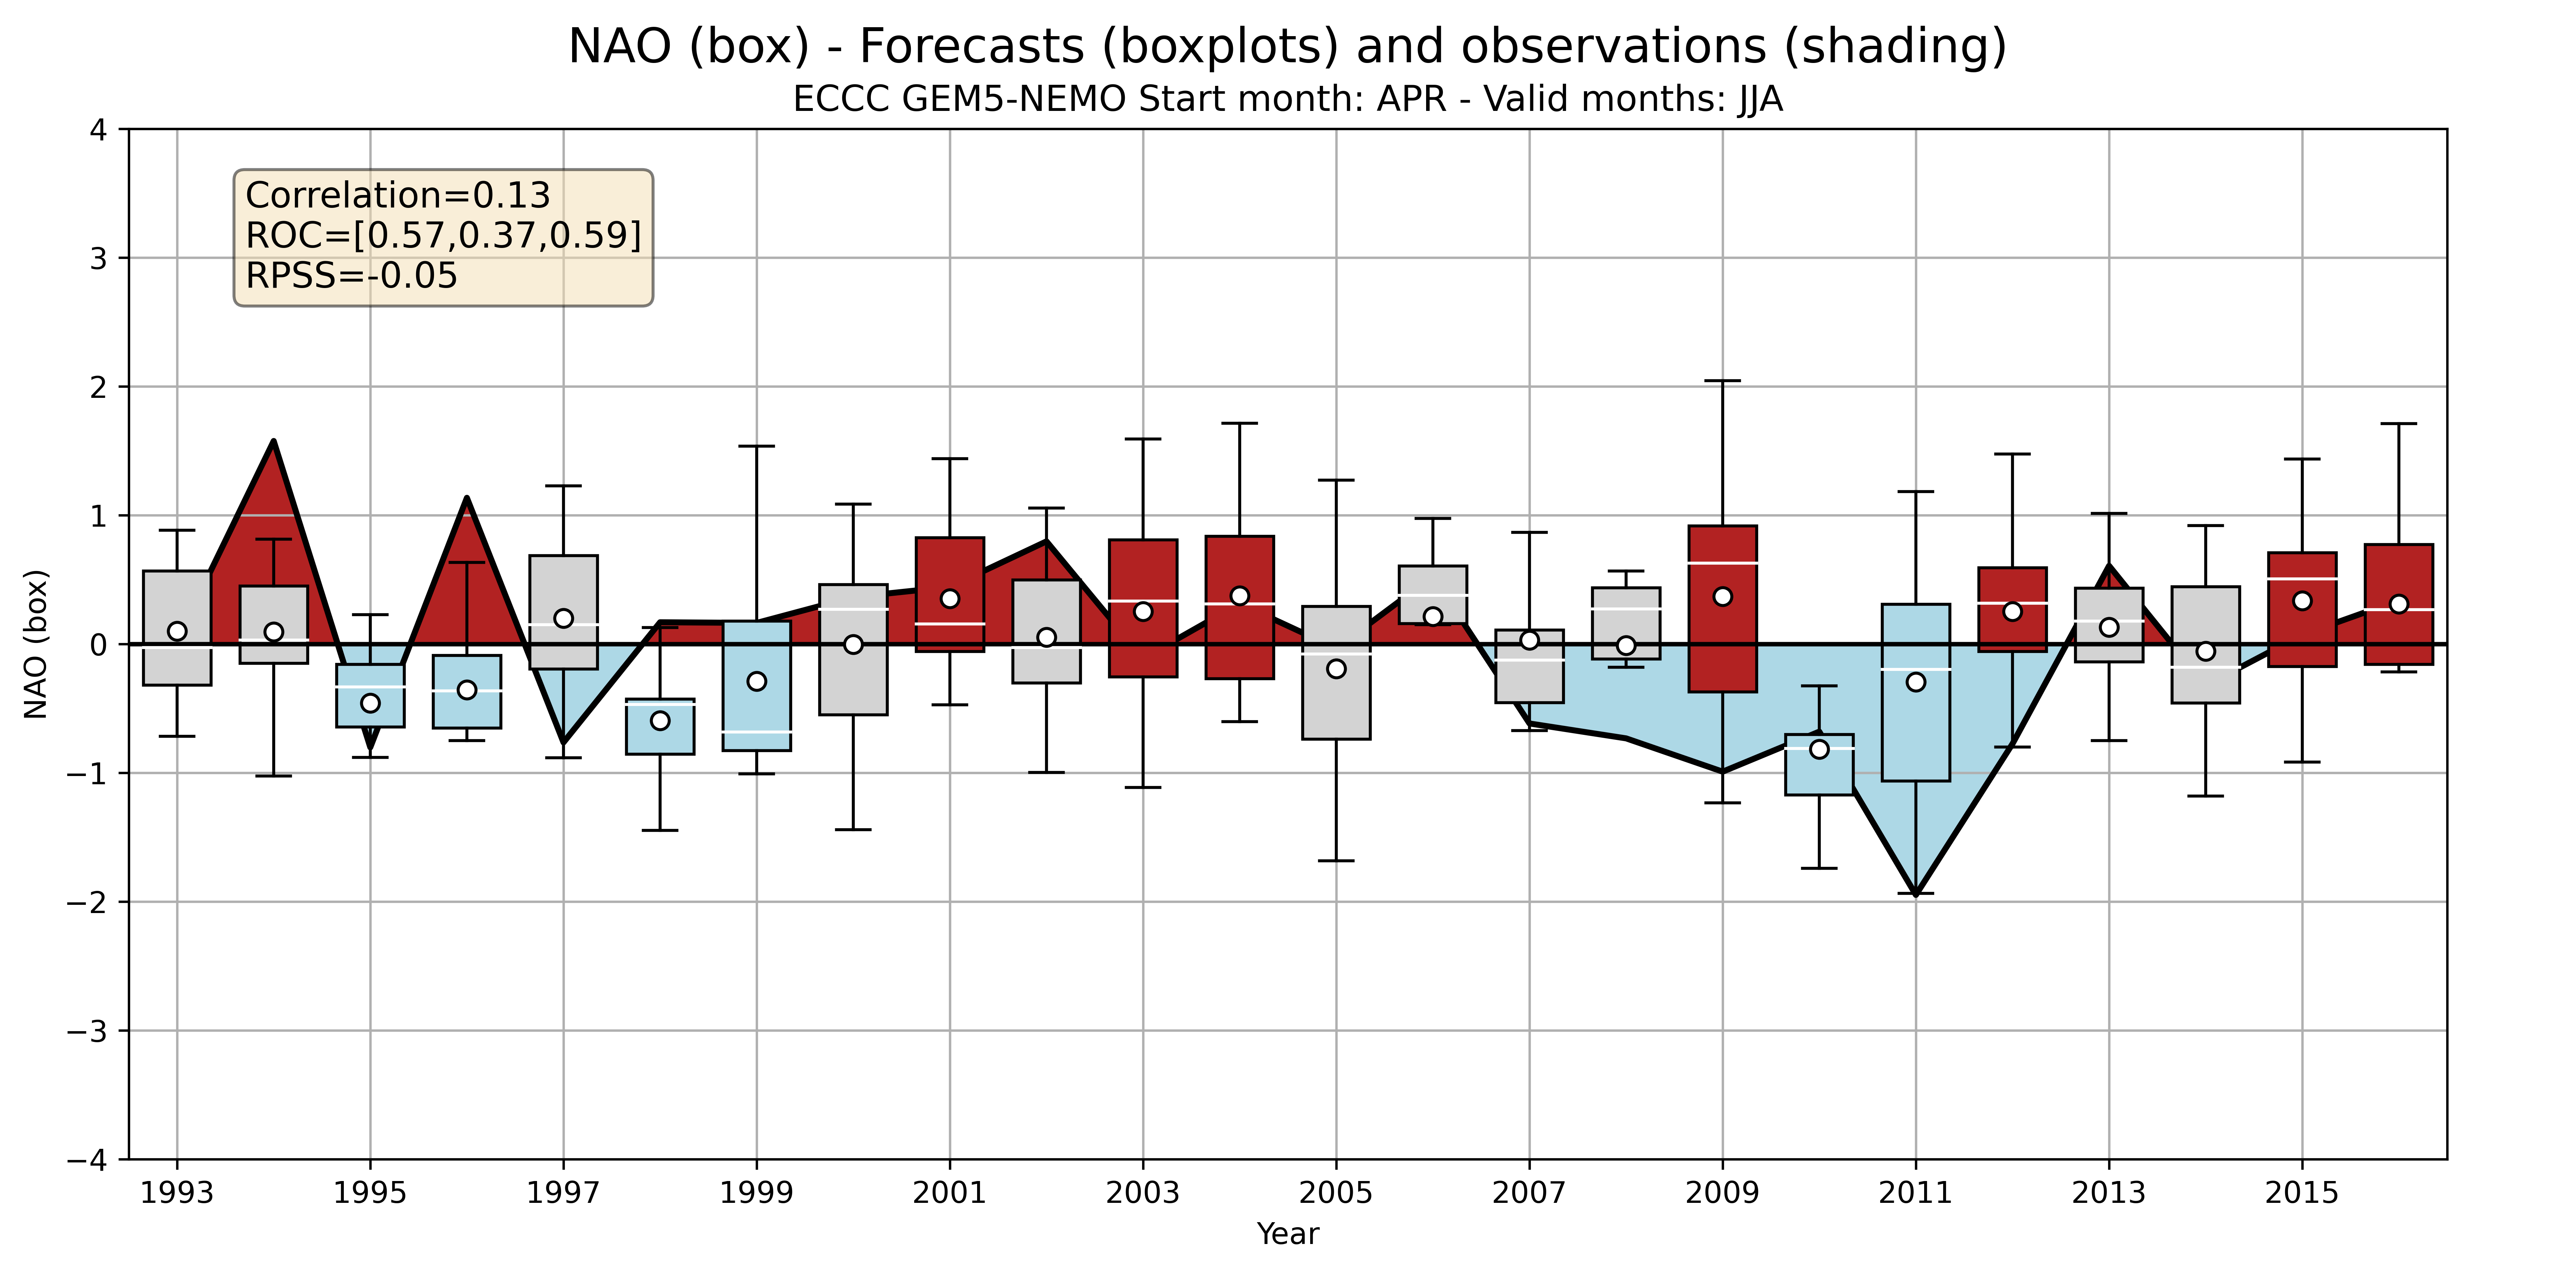 NAO (box) - Forecasts (boxplots) and observations (shading)
ECCC GEM5-NEMO Start month: APR - Valid months: JJA
Correlation=0.13
ROC=[0.57,0.37,0.59]
RPSS=-0.05
NAO (box)
4
3
2
1
0
−1
−2
−3
−4
1993 1995 1997 1999 2001 2003 2005 2007 2009 2011 2013 2015
Year